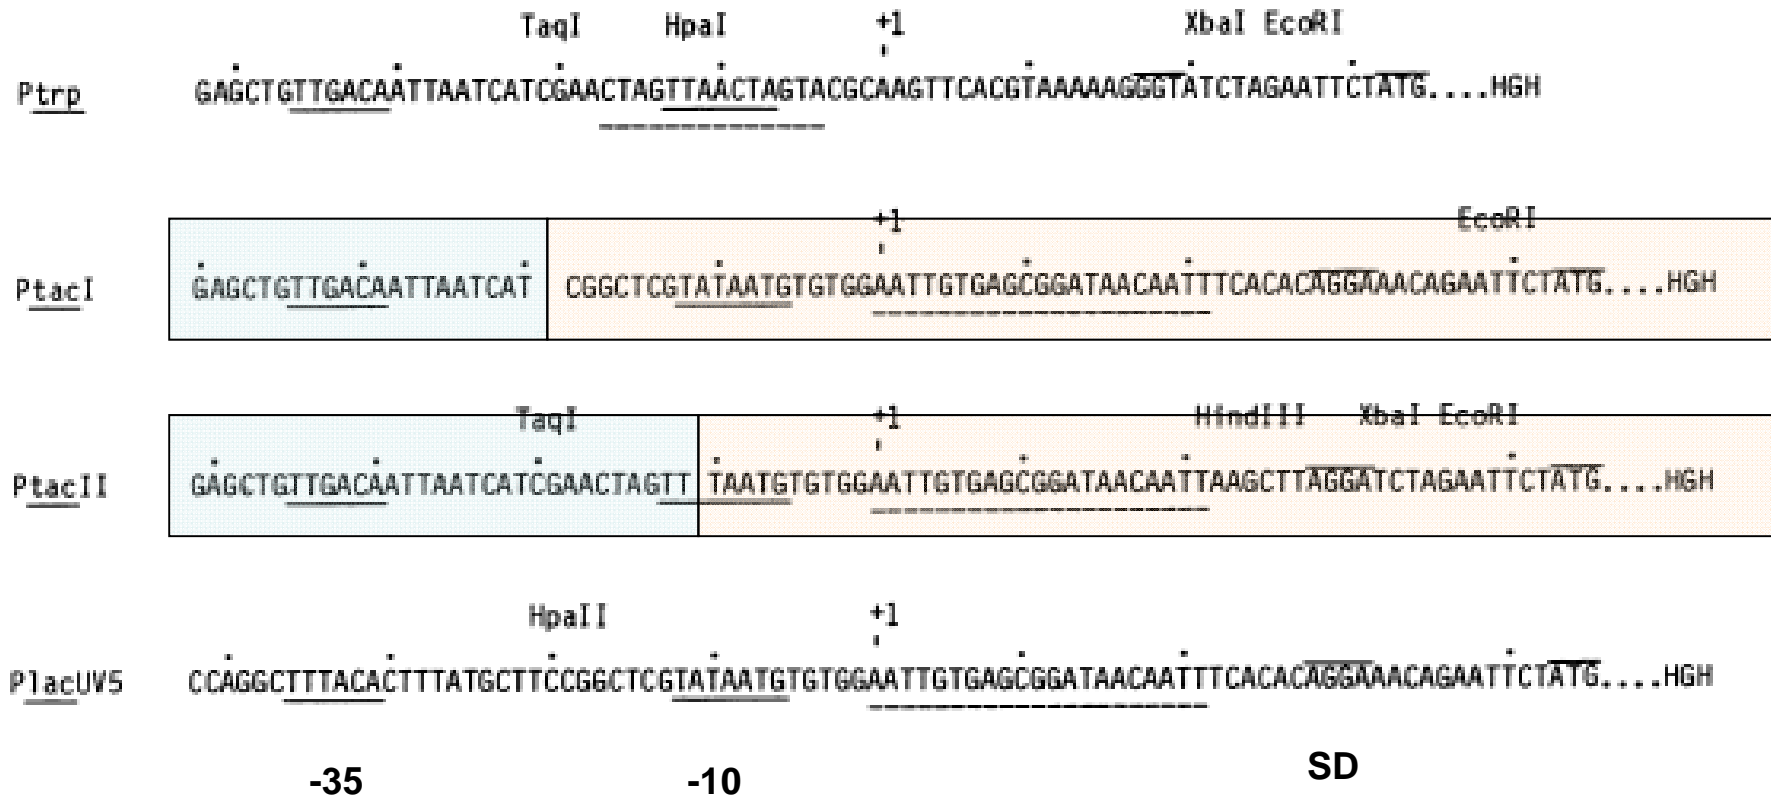 TaqI HpaI +1 XbaI EcoRI
Ptrp GAGCTGTTGACAATTAATCATCGAACTAGTTAACTAGTACGCAAGTTCACGTAAAAAGGGTATCTAGAATTCTATG....HGH
+1 EcoRI
PtacI GAGCTGTTGACAATTAATCAT CGGCTCGTATAATGTGTGGAATTGTGAGCGGATAACAATTTCACACAGGAAACAGAATTCTATG....HGH
TaqI +1 HindIII XbaI EcoRI
PtacII GAGCTGTTGACAATTAATCATCGAACTAGTT TAATGTGTGGAATTGTGAGCGGATAACAATTAAGCTTAGGATCTAGAATTCTATG....HGH
HpaII +1
PlacUV5 CCAGGCTTTACACTTTATGCTTCCGGCTCGTATAATGTGTGGAATTGTGAGCGGATAACAATTTCACACAGGAAACAGAATTCTATG....HGH
-35 -10 SD